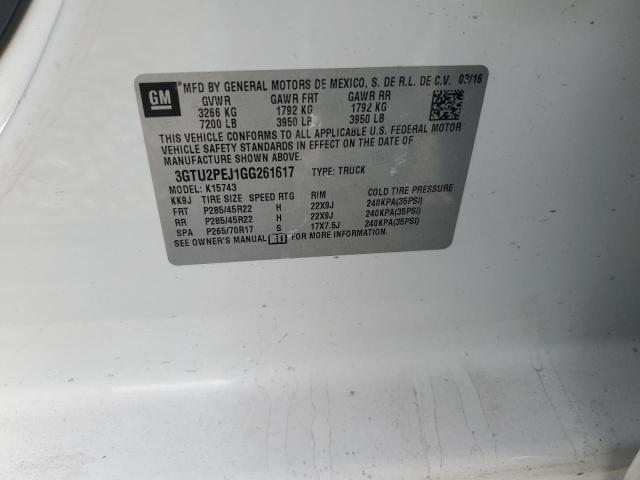 GM
MFD BY GENERAL MOTORS DE MEXICO, S. DE R.L. DE C.V. 03/16
GVWR GAWR FRT GAWR RR
3266 KG 1792 KG 1792 KG
7200 LB 3950 LB 3950 LB
THIS VEHICLE CONFORMS TO ALL APPLICABLE U.S. FEDERAL MOTOR
VEHICLE SAFETY STANDARDS IN EFFECT ON THE DATE OF
MANUFACTURE SHOWN ABOVE.
3GTU2PEJ1GG261617 TYPE: TRUCK
MODEL: K15743
KK9J TIRE SIZE SPEED RTG RIM COLD TIRE PRESSURE
FRT P285/45R22 H 22X9J 240KPA(35PSI)
RR P285/45R22 H 22X9J 240KPA(35PSI)
SPA P265/70R17 S 17X7.5J 240KPA(35PSI)
SEE OWNER'S MANUAL FOR MORE INFORMATION.